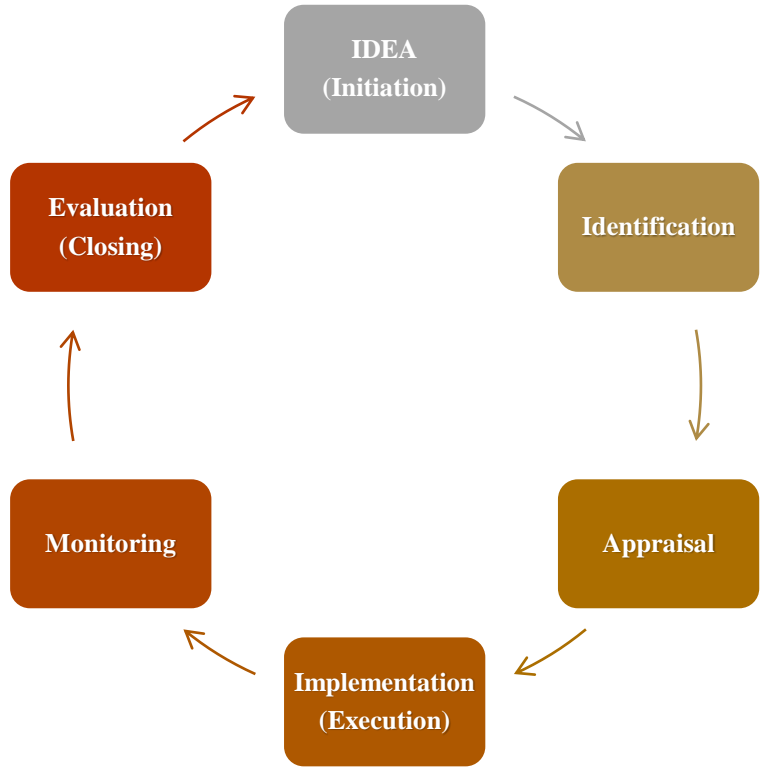 IDEA
(Initiation)
Identification
Appraisal
Implementation
(Execution)
Monitoring
Evaluation
(Closing)